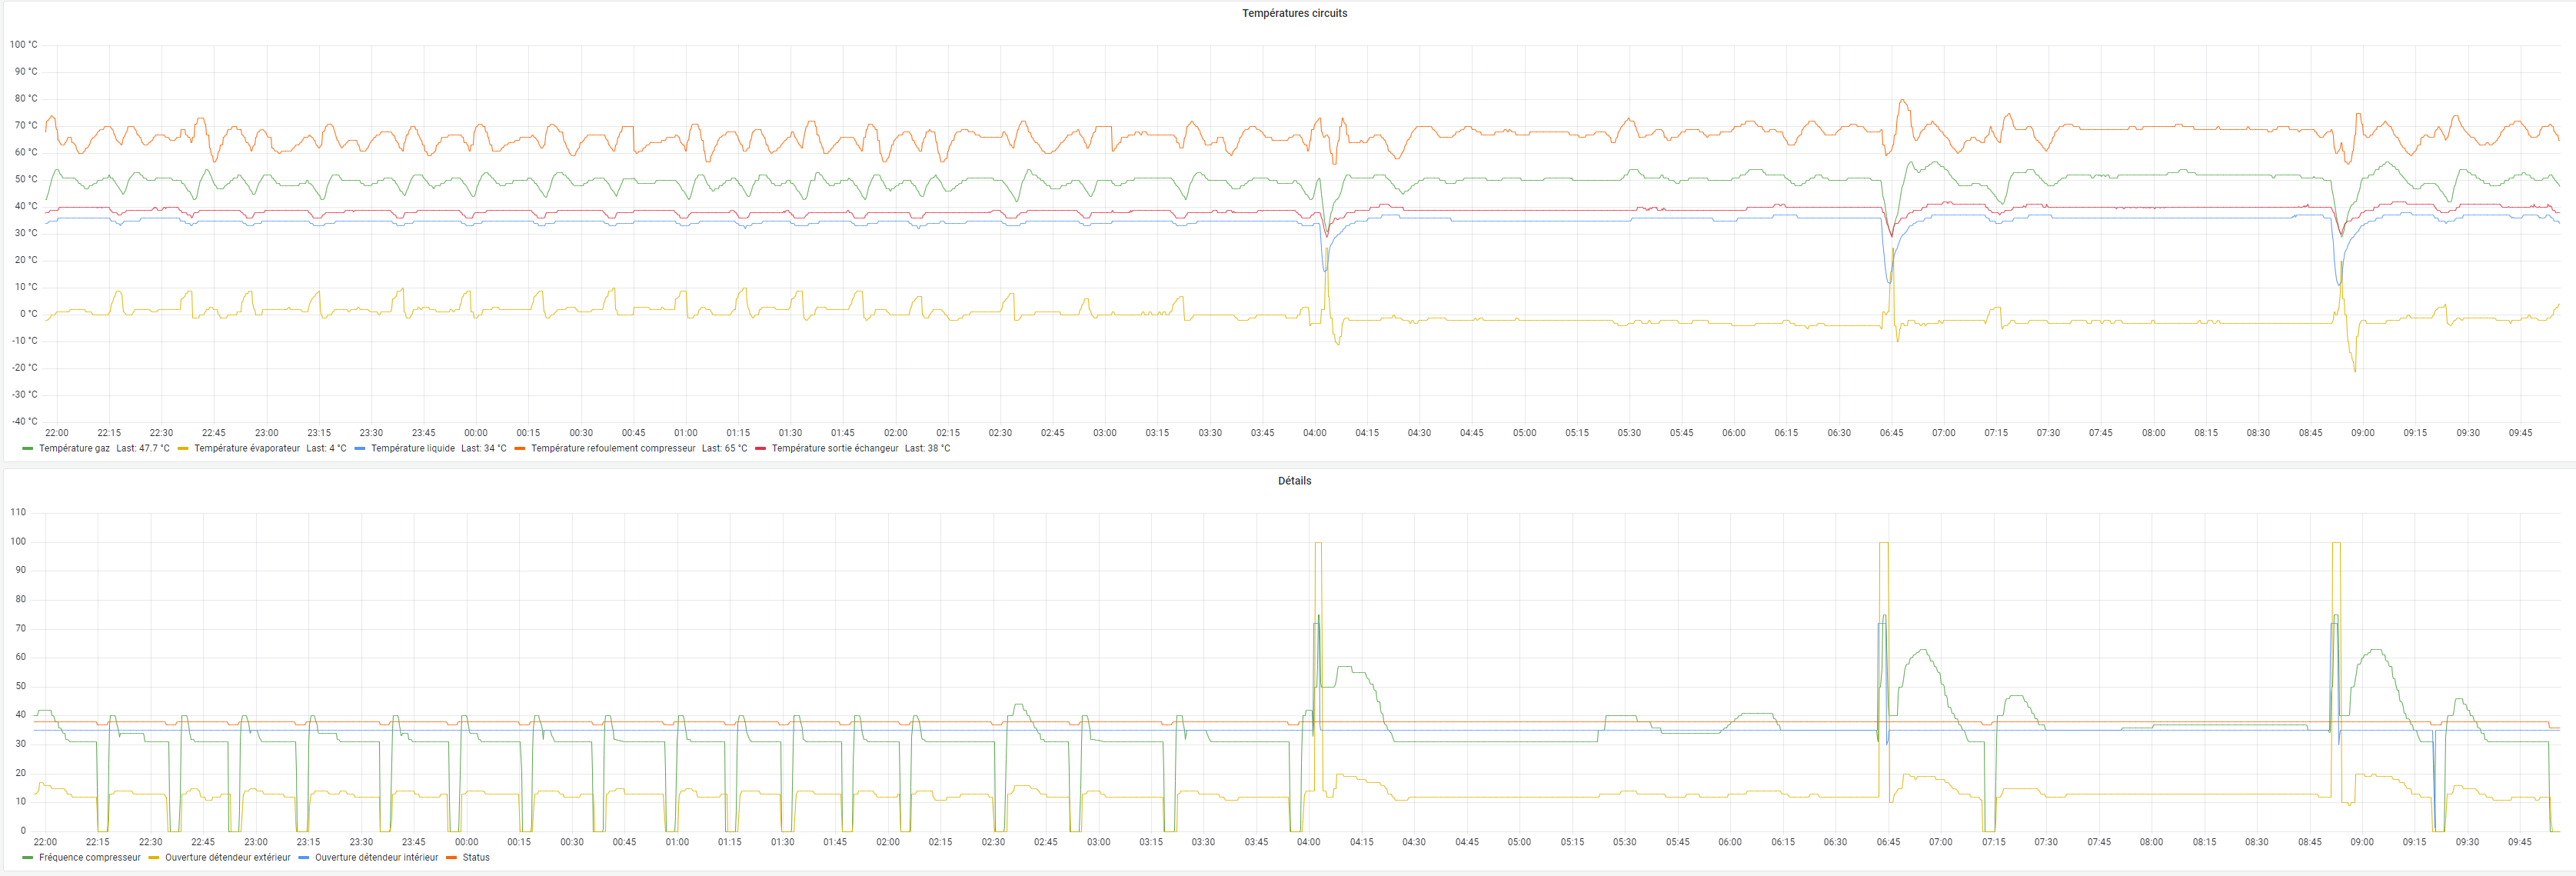 Températures circuits
100 °C
90 °C
80 °C
70 °C
60 °C
50 °C
40 °C
30 °C
20 °C
10 °C
0 °C
-10 °C
-20 °C
-30 °C
-40 °C
22:00 22:15 22:30 22:45 23:00 23:15 23:30 23:45 00:00 00:15 00:30 00:45 01:00 01:15 01:30 01:45 02:00 02:15 02:30 02:45 03:00 03:15 03:30 03:45 04:00 04:15 04:30 04:45 05:00 05:15 05:30 05:45 06:00 06:15 06:30 06:45 07:00 07:15 07:30 07:45 08:00 08:15 08:30 08:45 09:00 09:15 09:30 09:45
Température gaz Last: 47.7 °C Température évaporateur Last: 4 °C Température liquide Last: 34 °C Température refoulement compresseur Last: 65 °C Température sortie échangeur Last: 38 °C
Détails
110
100
90
80
70
60
50
40
30
20
10
0
22:00 22:15 22:30 22:45 23:00 23:15 23:30 23:45 00:00 00:15 00:30 00:45 01:00 01:15 01:30 01:45 02:00 02:15 02:30 02:45 03:00 03:15 03:30 03:45 04:00 04:15 04:30 04:45 05:00 05:15 05:30 05:45 06:00 06:15 06:30 06:45 07:00 07:15 07:30 07:45 08:00 08:15 08:30 08:45 09:00 09:15 09:30 09:45
Fréquence compresseur Ouverture détendeur extérieur Ouverture détendeur intérieur Status